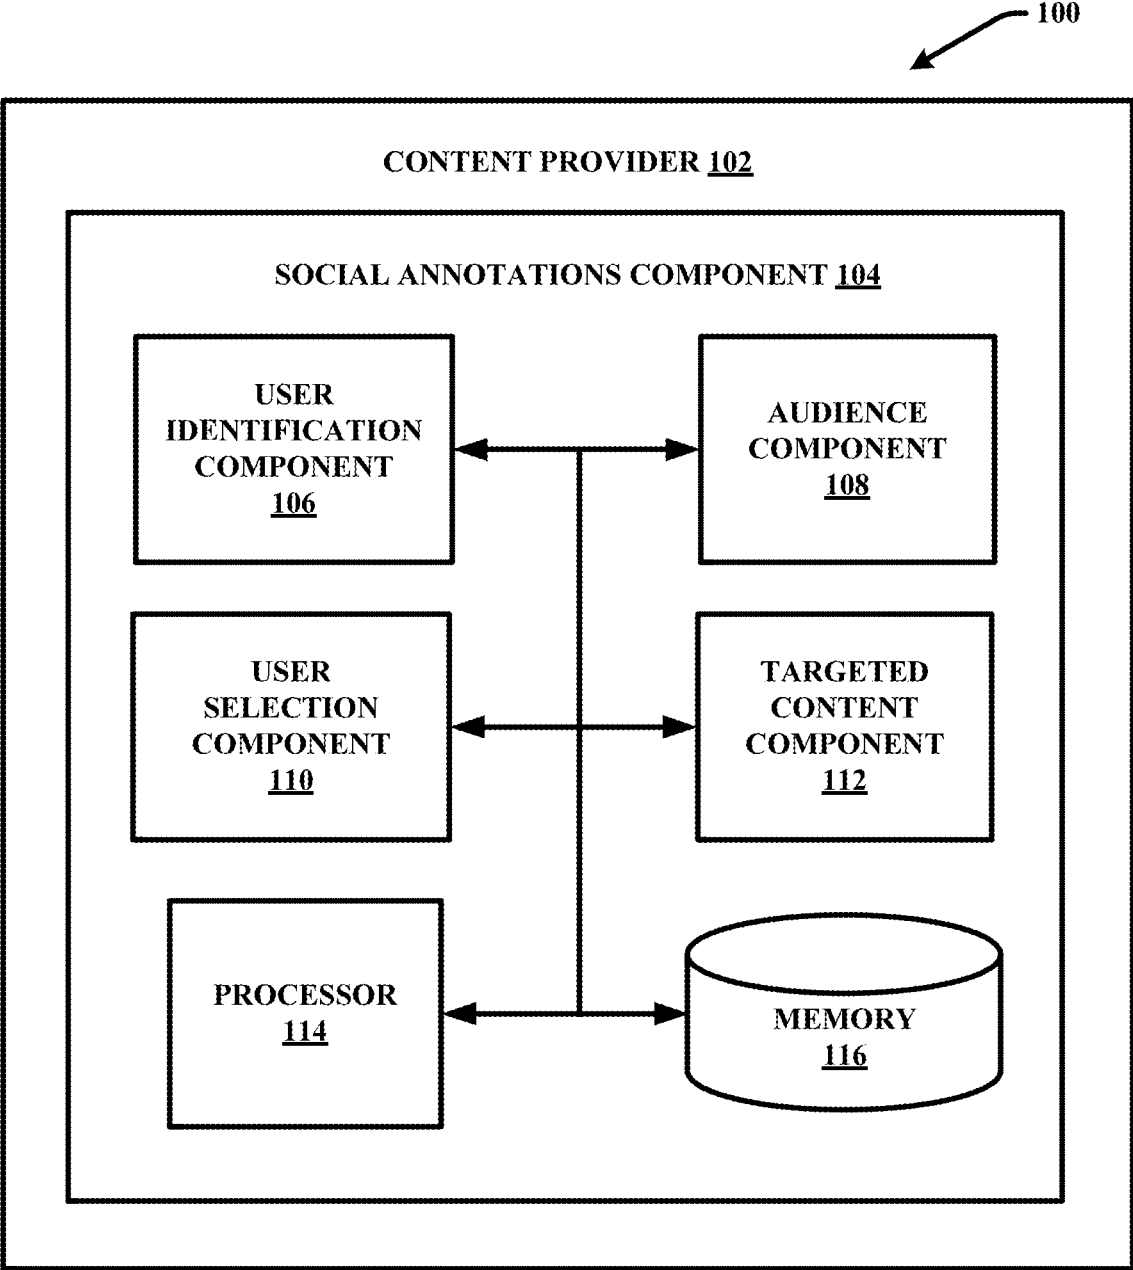 100
CONTENT PROVIDER 102
SOCIAL ANNOTATIONS COMPONENT 104
USER
IDENTIFICATION
COMPONENT
106
AUDIENCE
COMPONENT
108
USER
SELECTION
COMPONENT
110
TARGETED
CONTENT
COMPONENT
112
PROCESSOR
114
MEMORY
116